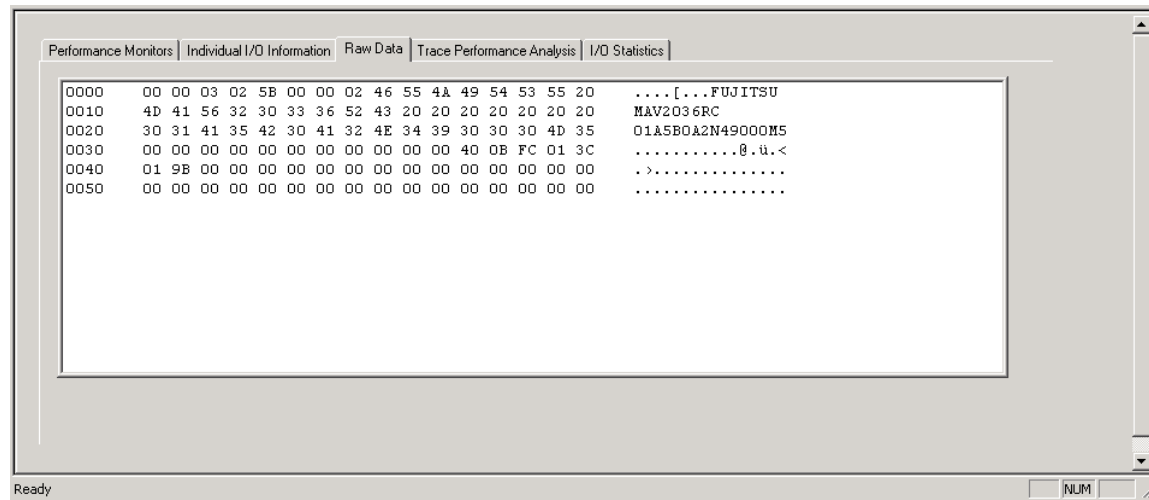 Performance Monitors Individual I/O Information Raw Data Trace Performance Analysis I/O Statistics
0000 00 00 03 02 5B 00 00 02 46 55 4A 49 54 53 55 20 ....[...FUJITSU
0010 4D 41 56 32 30 33 36 52 43 20 20 20 20 20 20 20 MAV2036RC
0020 30 31 41 35 42 30 41 32 4E 34 39 30 30 30 4D 35 01A5B0A2N49000M5
0030 00 00 00 00 00 00 00 00 00 00 00 40 0B FC 01 3C ...........@.ü.<
0040 01 9B 00 00 00 00 00 00 00 00 00 00 00 00 00 00 .>..............
0050 00 00 00 00 00 00 00 00 00 00 00 00 00 00 00 00 ................
Ready NUM